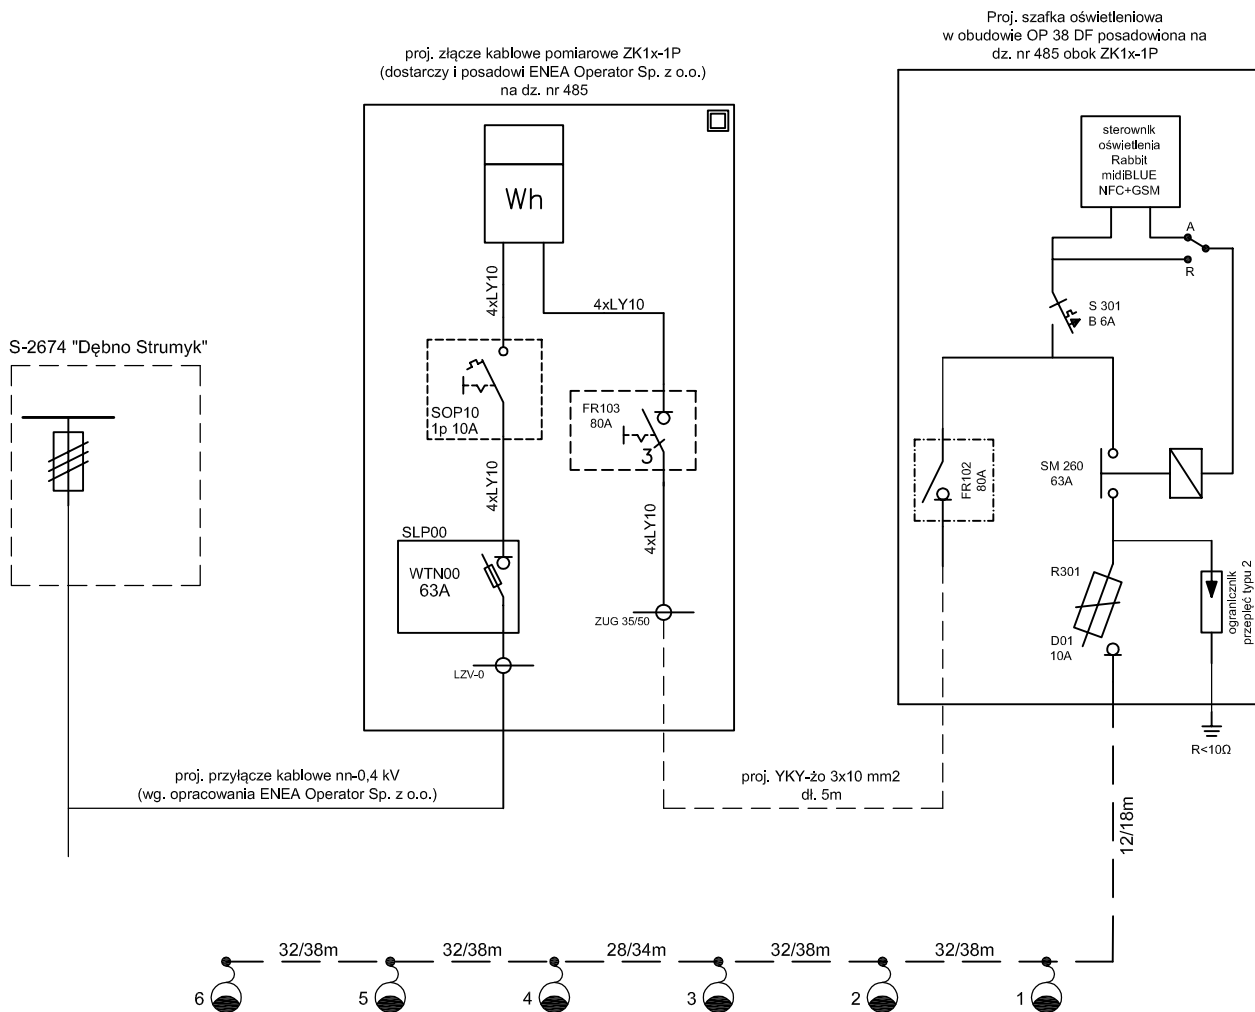 Proj. szafka oświetleniowa
w obudowie OP 38 DF posadowiona na
dz. nr 485 obok ZK1x-1P
proj. złącze kablowe pomiarowe ZK1x-1P
(dostarczy i posadowi ENEA Operator Sp. z o.o.)
na dz. nr 485
sterownik
oświetlenia
Rabbit
midiBLUE
NFC+GSM
Wh
A
R
4xLY10
4xLY10
S 301
B 6A
S-2674 "Dębno Strumyk"
SOP10
1p 10A
FR103
80A
3
4xLY10
4xLY10
FR102
80A
SM 260
63A
SLP00
WTN00
63A
R301
D01
10A
ogranicznik
przepięć typu 2
ZUG 35/50
LZV-0
R<10Ω
proj. przyłącze kablowe nn-0,4 kV
(wg. opracowania ENEA Operator Sp. z o.o.)
proj. YKY-żo 3x10 mm2
dł. 5m
12/18m
32/38m
32/38m
28/34m
32/38m
32/38m
6
5
4
3
2
1